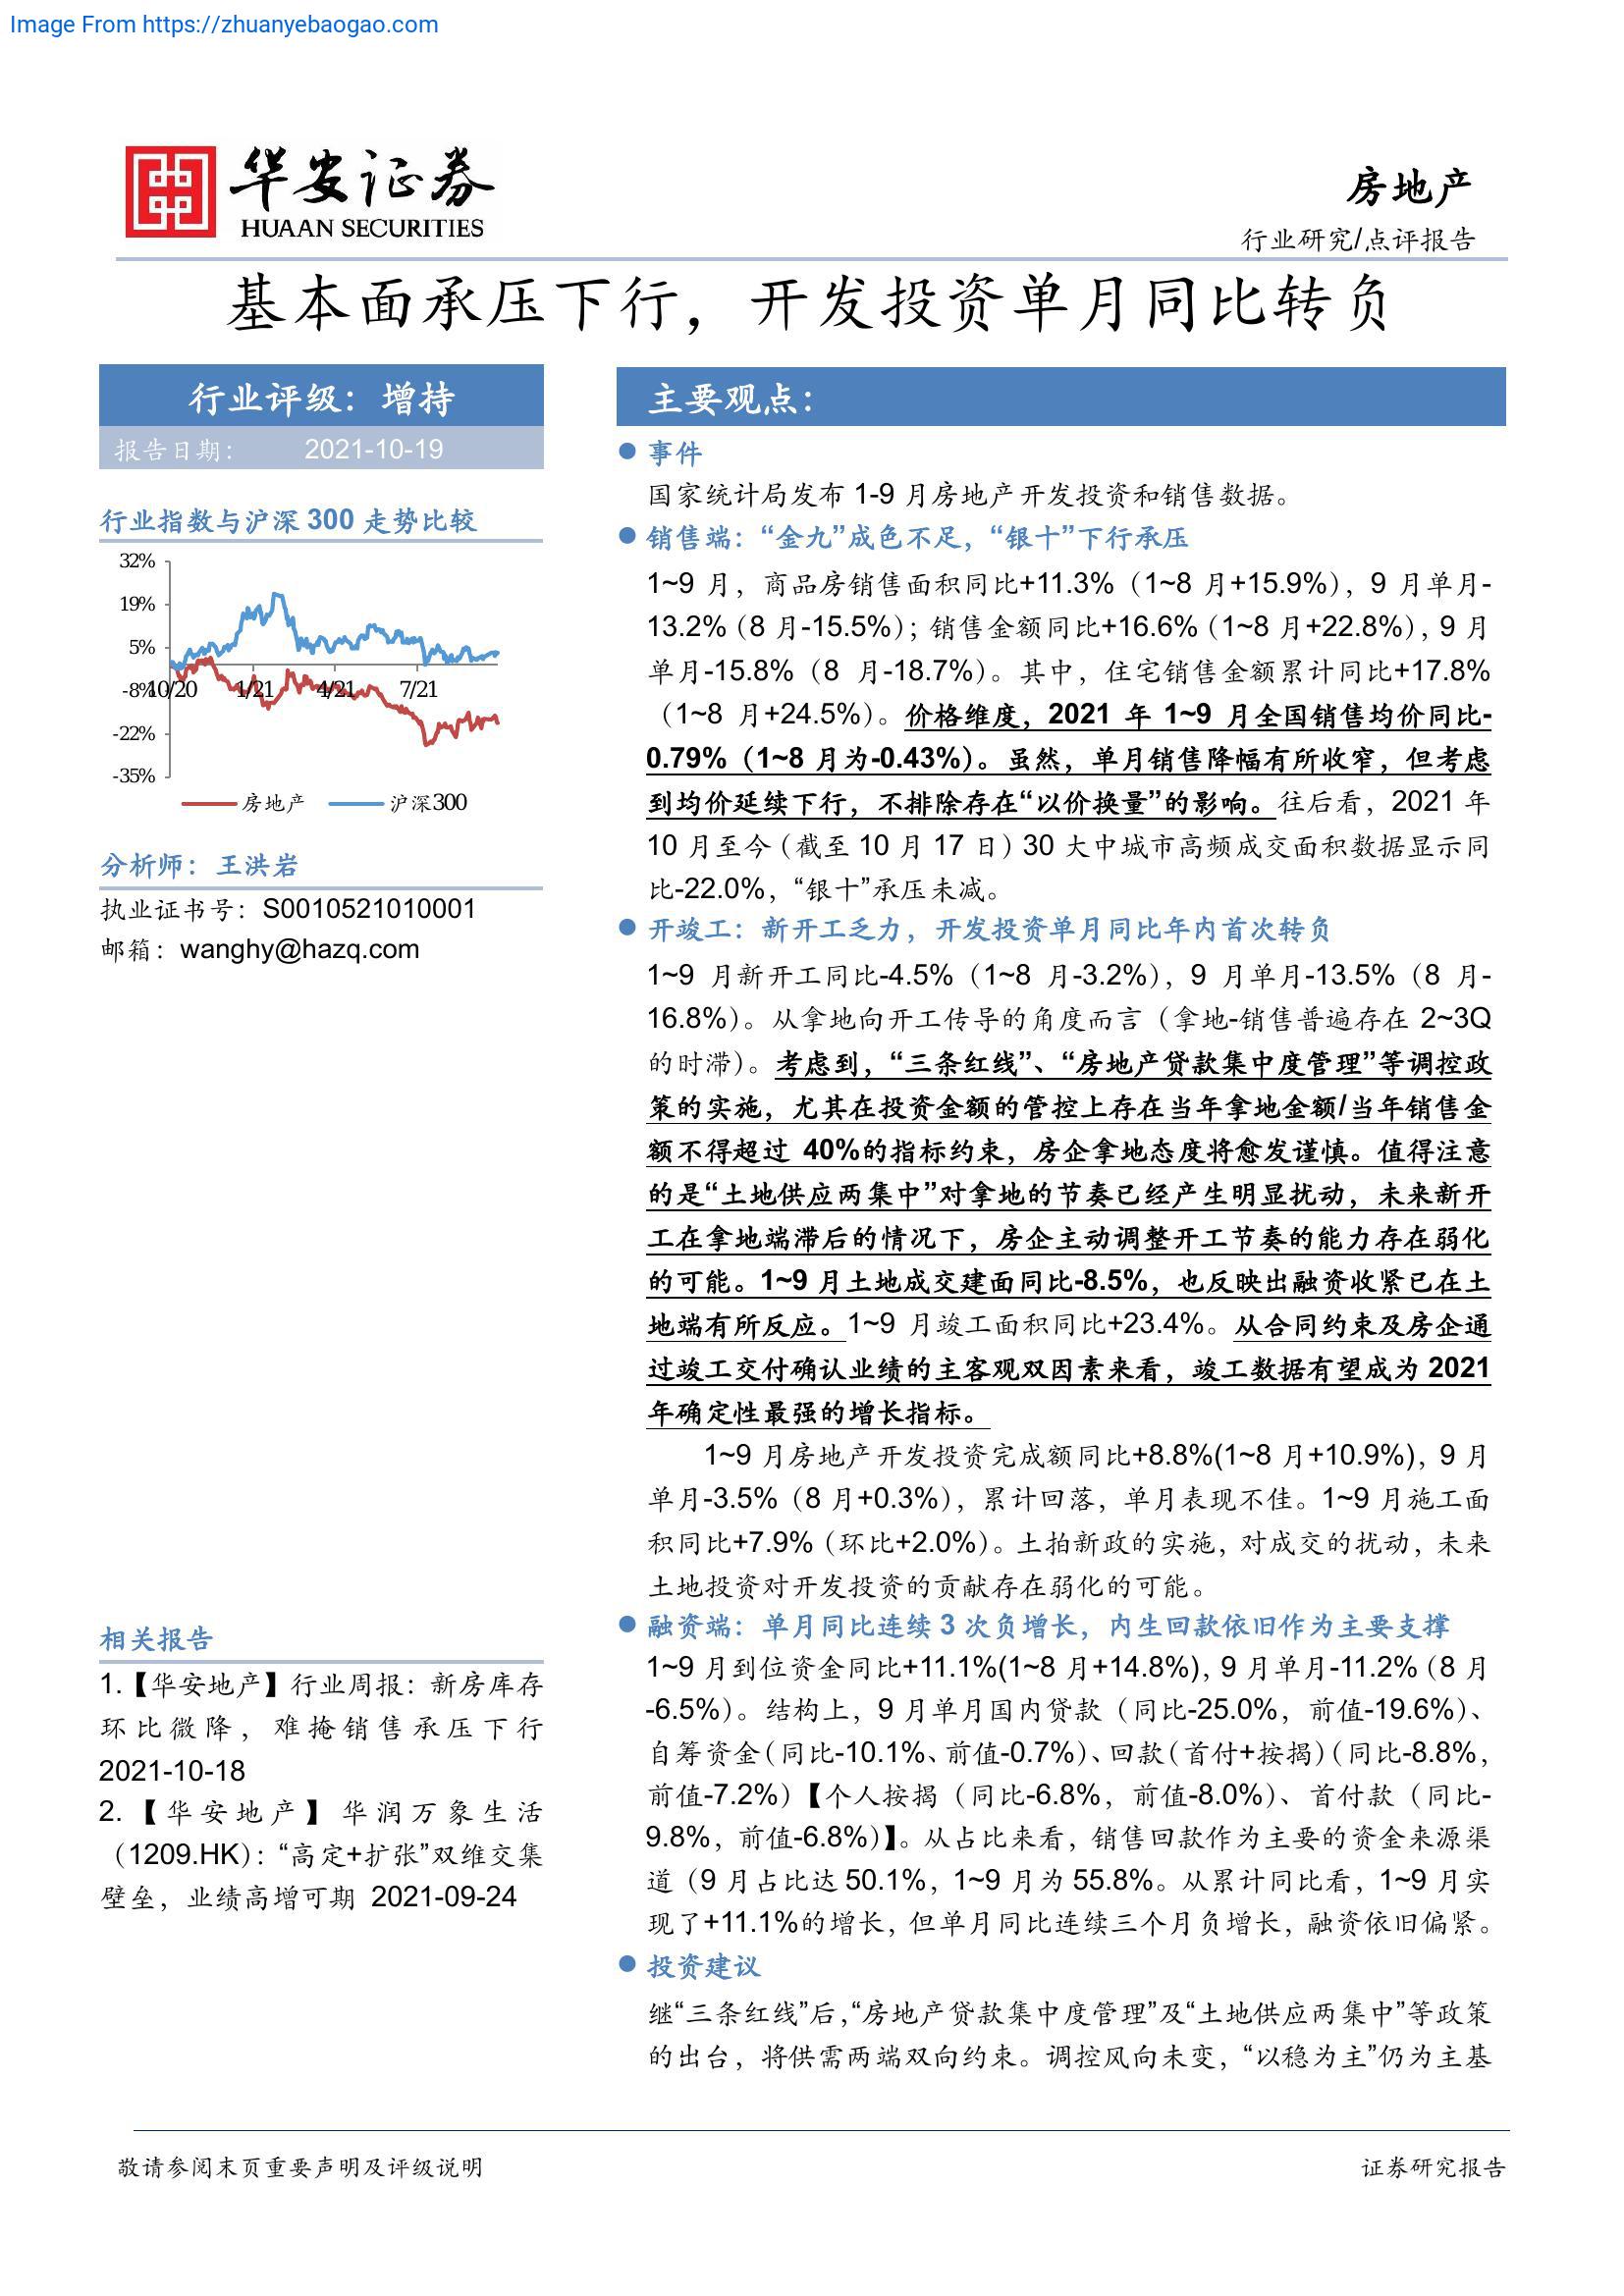 Image From https://zhuanyebaogao.com
华安证券
HUAAN SECURITIES
房地产
行业研究/点评报告
基本面承压下行，开发投资单月同比转负
行业评级：增持
报告日期： 2021-10-19
行业指数与沪深 300 走势比较
32%
19%
5%
-8%
-22%
-35%
10/20 1/21 4/21 7/21
房地产 沪深300
分析师：王洪岩
执业证书号：S0010521010001
邮箱：wanghy@hazq.com
相关报告
1.【华安地产】行业周报：新房库存
环比微降，难掩销售承压下行
2021-10-18
2.【华安地产】华润万象生活
（1209.HK）：“高定+扩张”双维交集
壁垒，业绩高增可期 2021-09-24
主要观点：
● 事件
国家统计局发布 1-9 月房地产开发投资和销售数据。
● 销售端：“金九”成色不足，“银十”下行承压
1~9 月，商品房销售面积同比+11.3%（1~8 月+15.9%），9 月单月-
13.2%（8 月-15.5%）；销售金额同比+16.6%（1~8 月+22.8%），9 月
单月-15.8%（8 月-18.7%）。其中，住宅销售金额累计同比+17.8%
（1~8 月+24.5%）。价格维度，2021 年 1~9 月全国销售均价同比-
0.79%（1~8 月为-0.43%）。虽然，单月销售降幅有所收窄，但考虑
到均价延续下行，不排除存在“以价换量”的影响。往后看，2021 年
10 月至今（截至 10 月 17 日）30 大中城市高频成交面积数据显示同
比-22.0%，“银十”承压未减。
● 开竣工：新开工乏力，开发投资单月同比年内首次转负
1~9 月新开工同比-4.5%（1~8 月-3.2%），9 月单月-13.5%（8 月-
16.8%）。从拿地向开工传导的角度而言（拿地-销售普遍存在 2~3Q
的时滞）。考虑到，“三条红线”、“房地产贷款集中度管理”等调控政
策的实施，尤其在投资金额的管控上存在当年拿地金额/当年销售金
额不得超过 40%的指标约束，房企拿地态度将愈发谨慎。值得注意
的是“土地供应两集中”对拿地的节奏已经产生明显扰动，未来新开
工在拿地端滞后的情况下，房企主动调整开工节奏的能力存在弱化
的可能。1~9 月土地成交建面同比-8.5%，也反映出融资收紧已在土
地端有所反应。1~9 月竣工面积同比+23.4%。从合同约束及房企通
过竣工交付确认业绩的主客观双因素来看，竣工数据有望成为 2021
年确定性最强的增长指标。
1~9 月房地产开发投资完成额同比+8.8%(1~8 月+10.9%)，9 月
单月-3.5%（8 月+0.3%），累计回落，单月表现不佳。1~9 月施工面
积同比+7.9%（环比+2.0%）。土拍新政的实施，对成交的扰动，未来
土地投资对开发投资的贡献存在弱化的可能。
● 融资端：单月同比连续 3 次负增长，内生回款依旧作为主要支撑
1~9 月到位资金同比+11.1%(1~8 月+14.8%)，9 月单月-11.2%（8 月
-6.5%）。结构上，9 月单月国内贷款（同比-25.0%，前值-19.6%）、
自筹资金（同比-10.1%、前值-0.7%）、回款（首付+按揭）（同比-8.8%，
前值-7.2%）【个人按揭（同比-6.8%，前值-8.0%）、首付款（同比-
9.8%，前值-6.8%）】。从占比来看，销售回款作为主要的资金来源渠
道（9 月占比达 50.1%，1~9 月为 55.8%。从累计同比看，1~9 月实
现了+11.1%的增长，但单月同比连续三个月负增长，融资依旧偏紧。
● 投资建议
继“三条红线”后，“房地产贷款集中度管理”及“土地供应两集中”等政策
的出台，将供需两端双向约束。调控风向未变，“以稳为主”仍为主基
敬请参阅末页重要声明及评级说明 证券研究报告